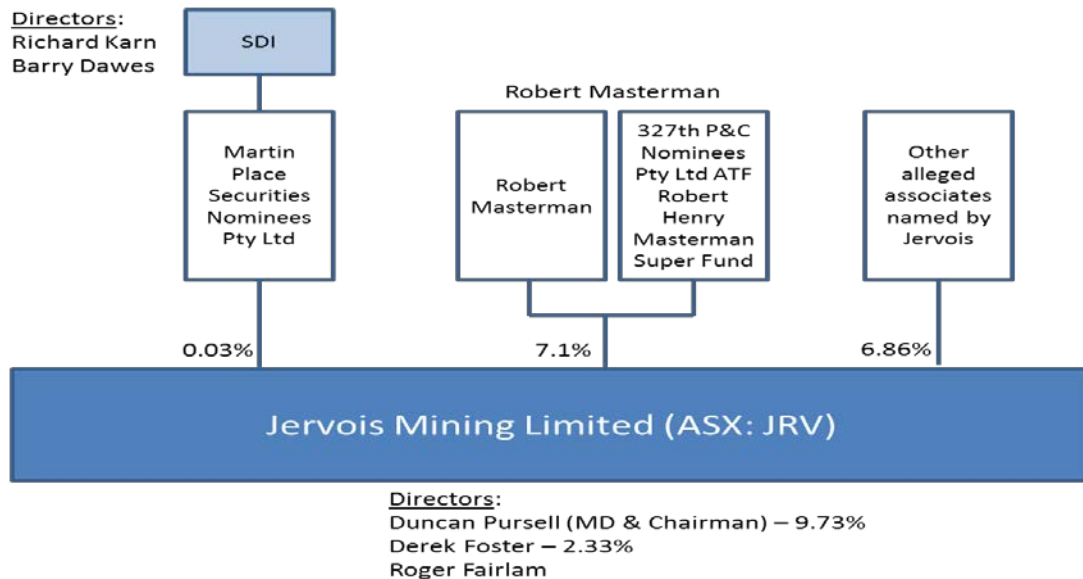 Directors:
Richard Karn
Barry Dawes
SDI
Martin
Place
Securities
Nominees
Pty Ltd
Robert Masterman
Robert
Masterman
327th P&C
Nominees
Pty Ltd ATF
Robert
Henry
Masterman
Super Fund
Other
alleged
associates
named by
Jervois
0.03%
7.1%
6.86%
Jervois Mining Limited (ASX: JRV)
Directors:
Duncan Pursell (MD & Chairman) – 9.73%
Derek Foster – 2.33%
Roger Fairlam